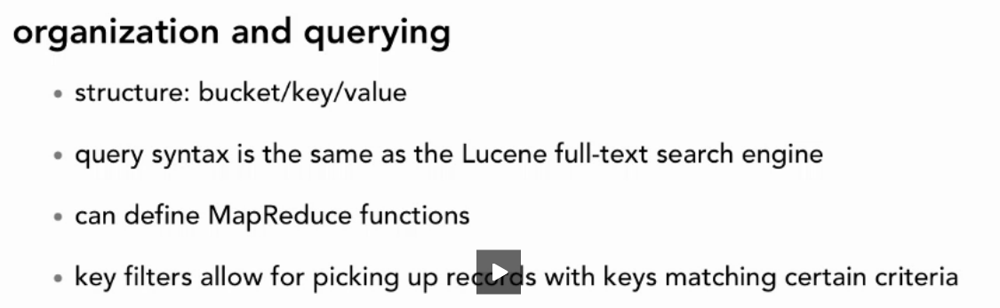 organization and querying
• structure: bucket/key/value
• query syntax is the same as the Lucene full-text search engine
• can define MapReduce functions
• key filters allow for picking up records with keys matching certain criteria